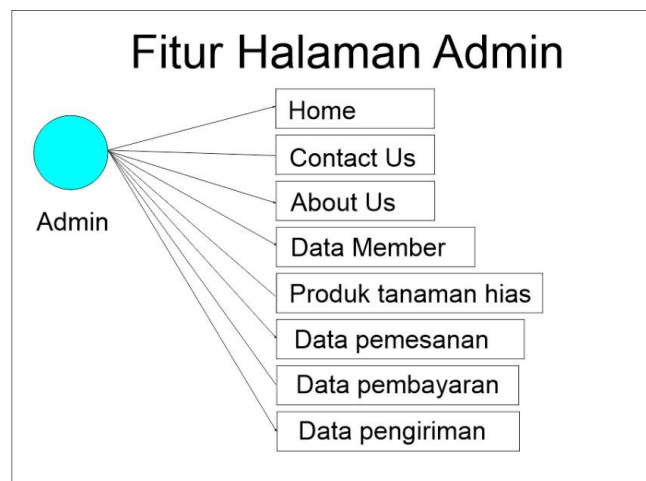 Fitur Halaman Admin
Home
Contact Us
Admin
About Us
Data Member
Produk tanaman hias
Data pemesanan
Data pembayaran
Data pengiriman